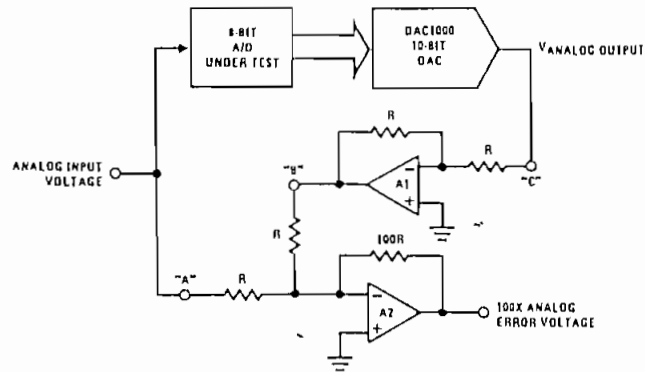 8-BIT
A/D
UNDER TEST
DAC1000
10-BIT
DAC
VANALOG OUTPUT
R
R
"C"
A1
-
+
ANALOG INPUT
VOLTAGE
"B"
R
100R
"A"
R
A2
-
+
100X ANALOG
ERROR VOLTAGE